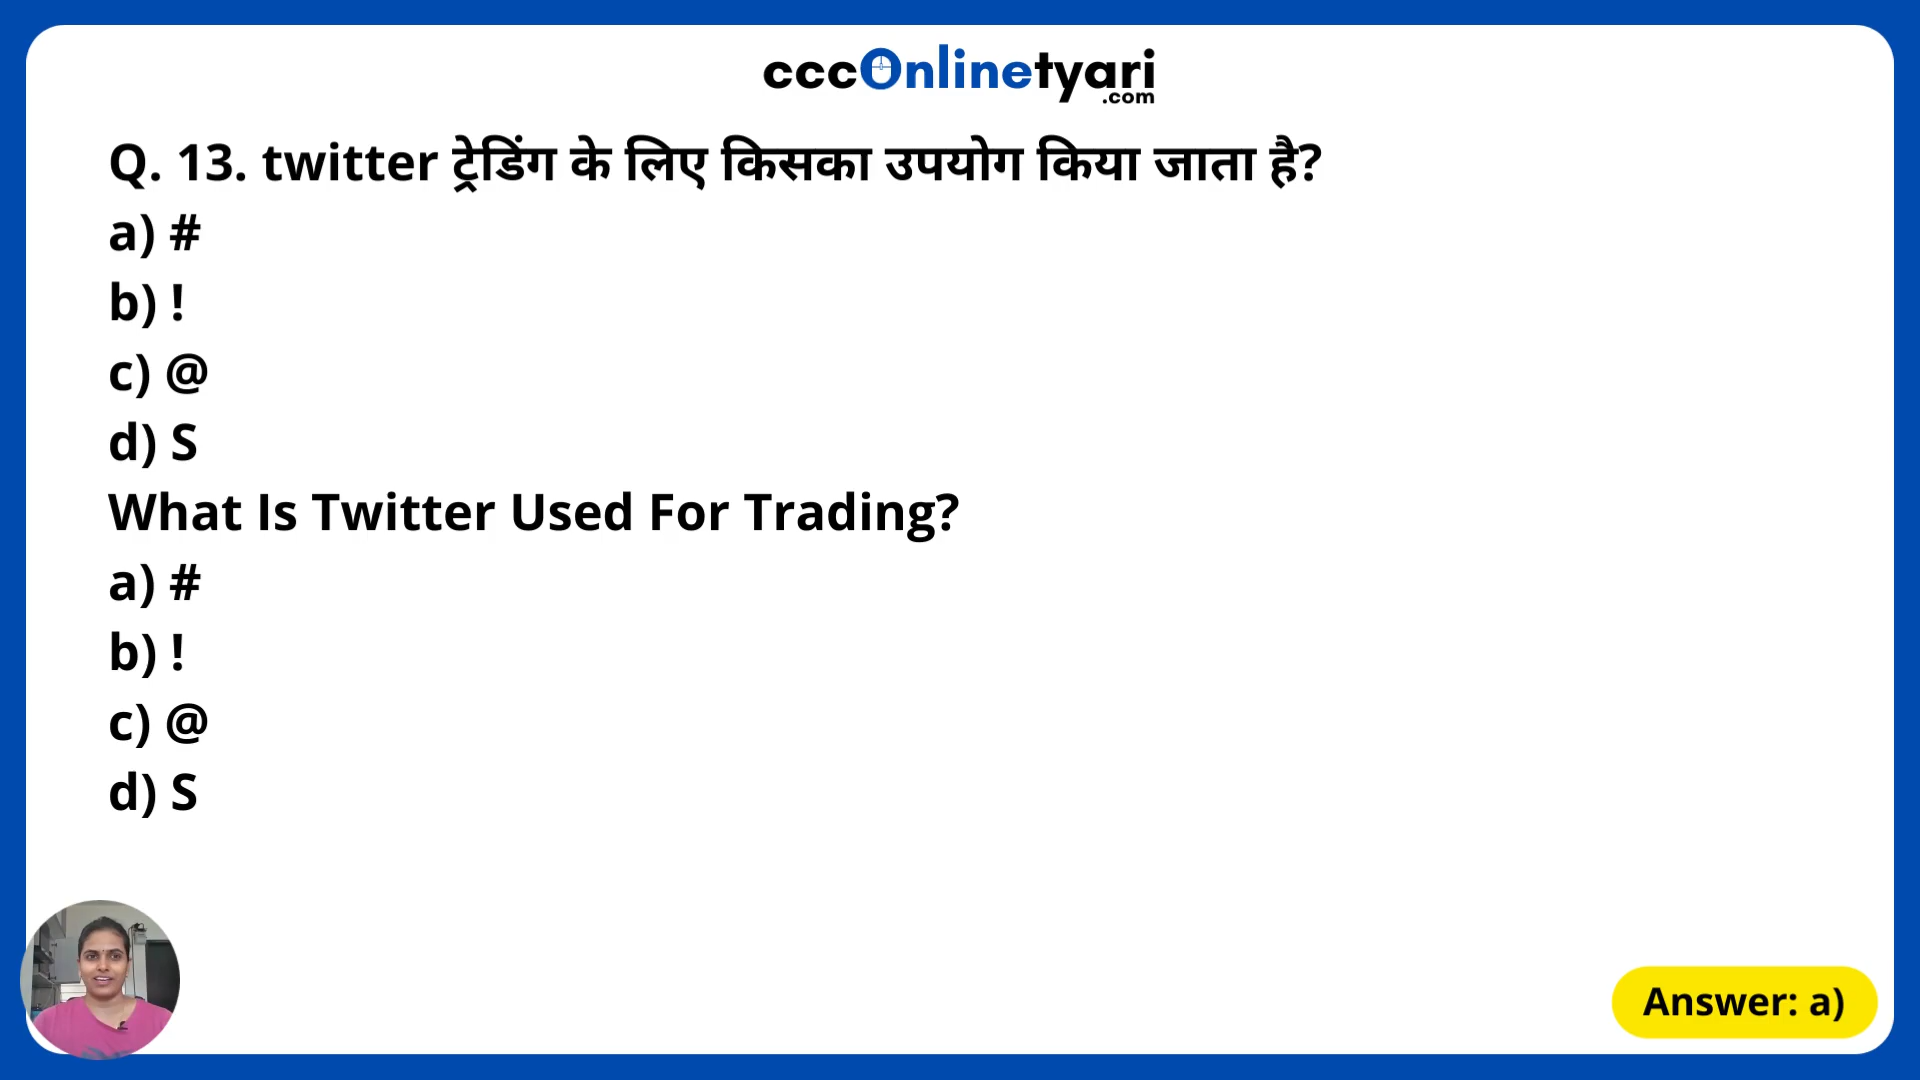 cccOnlinetyari
.com
Q. 13. twitter ट्रेडिंग के लिए किसका उपयोग किया जाता है?
a) #
b) !
c) @
d) S
What Is Twitter Used For Trading?
a) #
b) !
c) @
d) S
Answer: a)